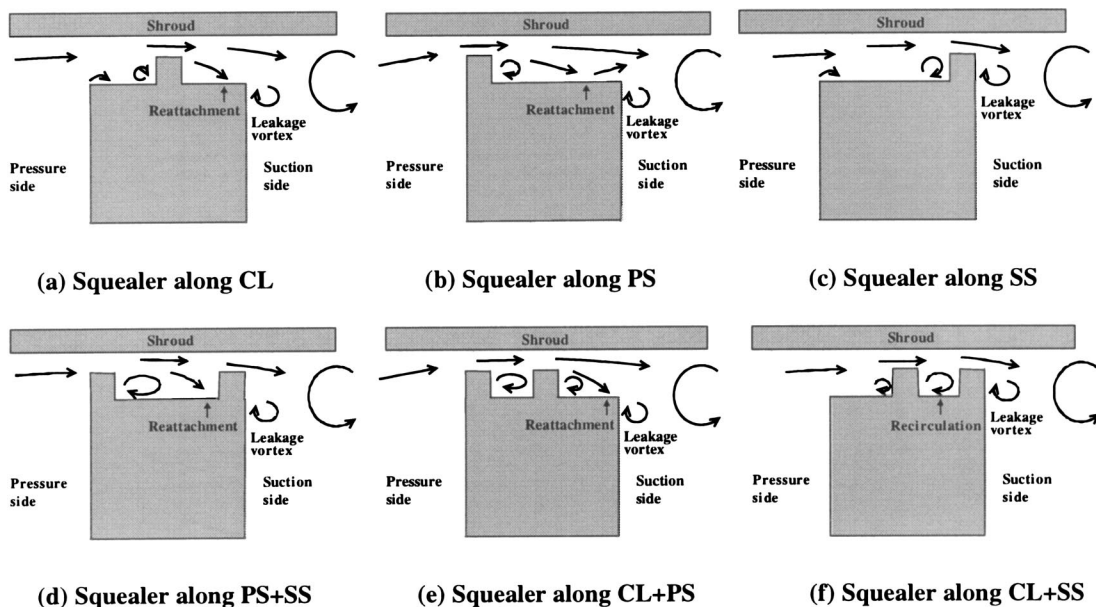 Shroud
Reattachment
Leakage
vortex
Pressure
side
Suction
side
(a) Squealer along CL
Shroud
Reattachment
Leakage
vortex
Pressure
side
Suction
side
(b) Squealer along PS
Shroud
Leakage
vortex
Pressure
side
Suction
side
(c) Squealer along SS
Shroud
Reattachment
Leakage
vortex
Pressure
side
Suction
side
(d) Squealer along PS+SS
Shroud
Reattachment
Leakage
vortex
Pressure
side
Suction
side
(e) Squealer along CL+PS
Shroud
Recirculation
Leakage
vortex
Pressure
side
Suction
side
(f) Squealer along CL+SS